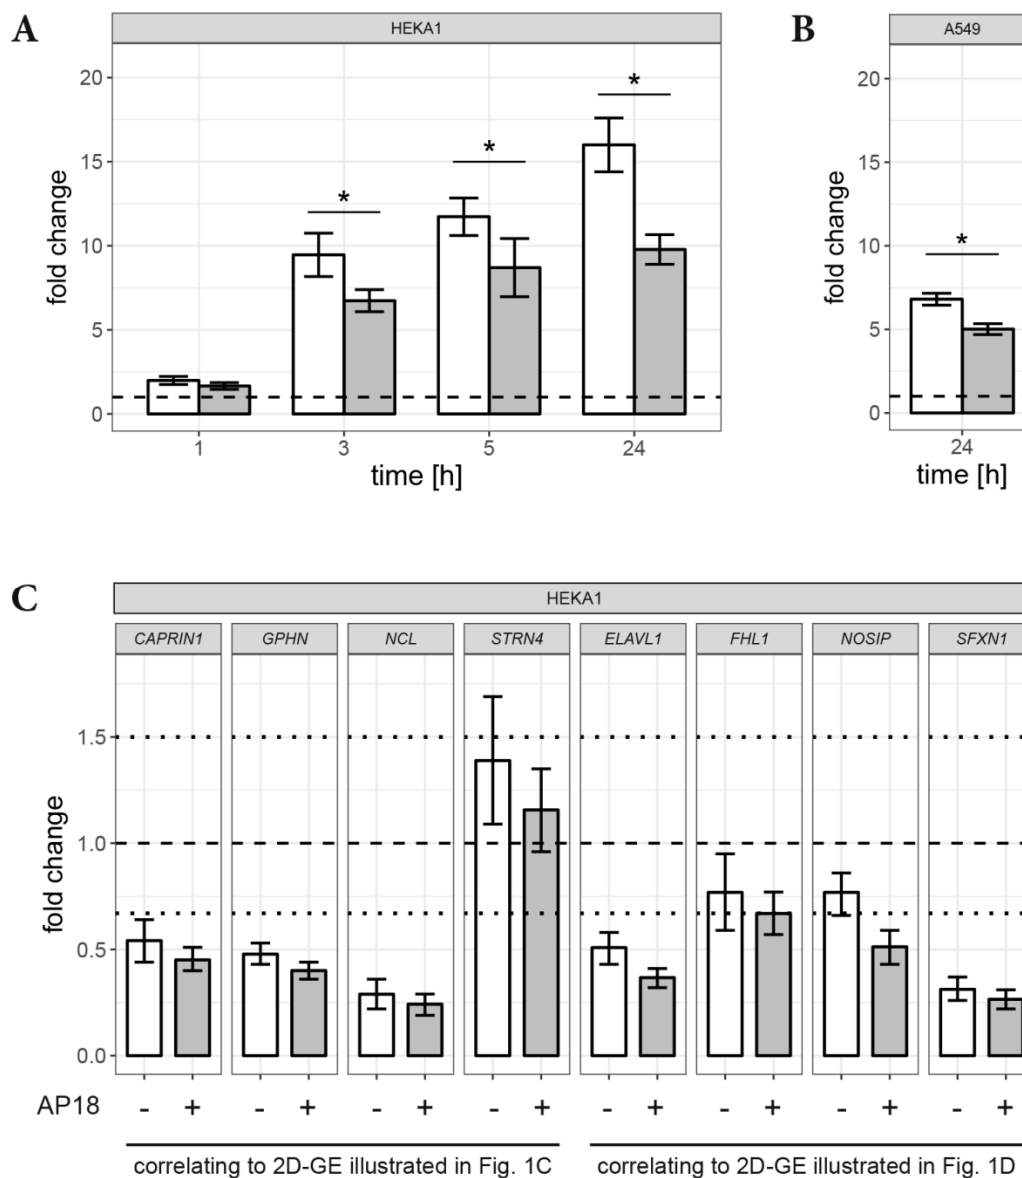 A
HEKA1
fold change
20
15
10
5
0
*
*
*
1
3
5
24
time [h]
B
A549
fold change
20
15
10
5
0
*
24
time [h]
C
HEKA1
CAPRIN1 GPHN NCL STRN4 ELAVL1 FHL1 NOSIP SFXN1
fold change
1.5
1.0
0.5
0.0
AP18 - + - + - + - + - + - + - + - +
correlating to 2D-GE illustrated in Fig. 1C
correlating to 2D-GE illustrated in Fig. 1D